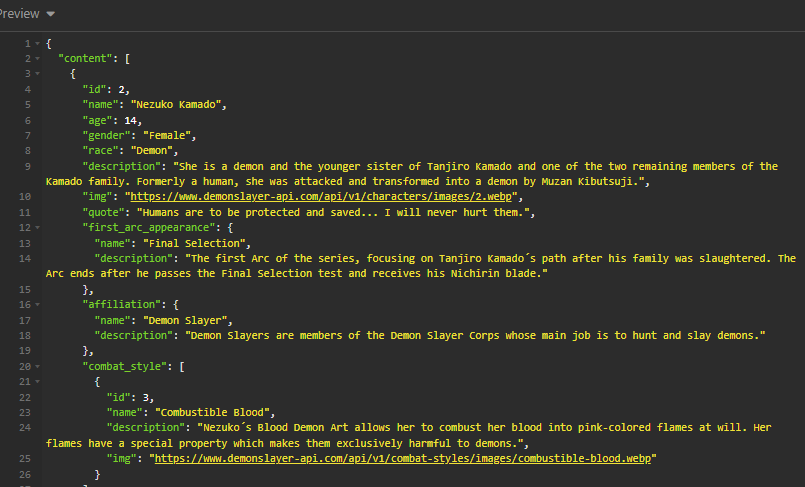 Preview
1 {
2 "content": [
3 {
4 "id": 2,
5 "name": "Nezuko Kamado",
6 "age": 14,
7 "gender": "Female",
8 "race": "Demon",
9 "description": "She is a demon and the younger sister of Tanjiro Kamado and one of the two remaining members of the
Kamado family. Formerly a human, she was attacked and transformed into a demon by Muzan Kibutsuji.",
10 "img": "https://www.demonslayer-api.com/api/v1/characters/images/2.webp",
11 "quote": "Humans are to be protected and saved... I will never hurt them.",
12 "first_arc_appearance": {
13 "name": "Final Selection",
14 "description": "The first Arc of the series, focusing on Tanjiro Kamado´s path after his family was slaughtered. The
Arc ends after he passes the Final Selection test and receives his Nichirin blade."
15 },
16 "affiliation": {
17 "name": "Demon Slayer",
18 "description": "Demon Slayers are members of the Demon Slayer Corps whose main job is to hunt and slay demons."
19 },
20 "combat_style": [
21 {
22 "id": 3,
23 "name": "Combustible Blood",
24 "description": "Nezuko´s Blood Demon Art allows her to combust her blood into pink-colored flames at will. Her
flames have a special property which makes them exclusively harmful to demons.",
25 "img": "https://www.demonslayer-api.com/api/v1/combat-styles/images/combustible-blood.webp"
26 }